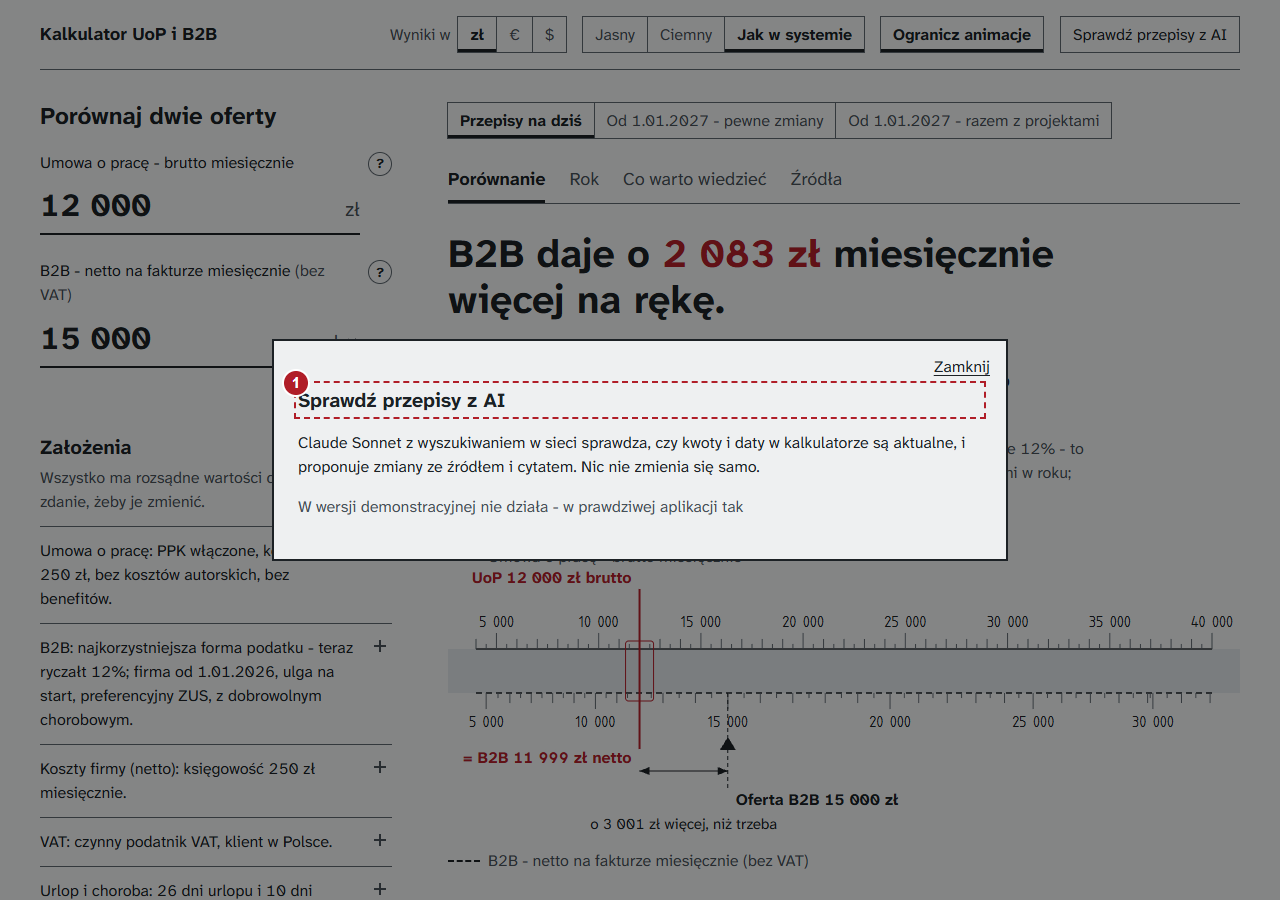 Kalkulator UoP i B2B
Wyniki w zł € $
Jasny Ciemny Jak w systemie
Ogranicz animacje
Sprawdź przepisy z AI
Porównaj dwie oferty
Umowa o pracę - brutto miesięcznie ?
12 000 zł
B2B - netto na fakturze miesięcznie (bez VAT) ?
15 000
Założenia
Wszystko ma rozsądne wartości
zdanie, żeby je zmienić.
Umowa o pracę: PPK włączone,
250 zł, bez kosztów autorskich, bez
benefitów.
B2B: najkorzystniejsza forma podatku - teraz
ryczałt 12%; firma od 1.01.2026, ulga na
start, preferencyjny ZUS, z dobrowolnym
chorobowym.
Koszty firmy (netto): księgowość 250 zł
miesięcznie.
VAT: czynny podatnik VAT, klient w Polsce.
Urlop i choroba: 26 dni urlopu i 10 dni
Przepisy na dziś
Od 1.01.2027 - pewne zmiany
Od 1.01.2027 - razem z projektami
Porównanie Rok Co warto wiedzieć Źródła
B2B daje o 2 083 zł miesięcznie
więcej na rękę.
Zamknij
1
Sprawdź przepisy z AI
Claude Sonnet z wyszukiwaniem w sieci sprawdza, czy kwoty i daty w kalkulatorze są aktualne, i
proponuje zmiany ze źródłem i cytatem. Nic nie zmienia się samo.
W wersji demonstracyjnej nie działa - w prawdziwej aplikacji tak
12% - to
w roku;
UoP 12 000 zł brutto
5 000 10 000 15 000 20 000 25 000 30 000 35 000 40 000
5 000 10 000 15 000 20 000 25 000 30 000
= B2B 11 999 zł netto
Oferta B2B 15 000 zł
o 3 001 zł więcej, niż trzeba
B2B - netto na fakturze miesięcznie (bez VAT)